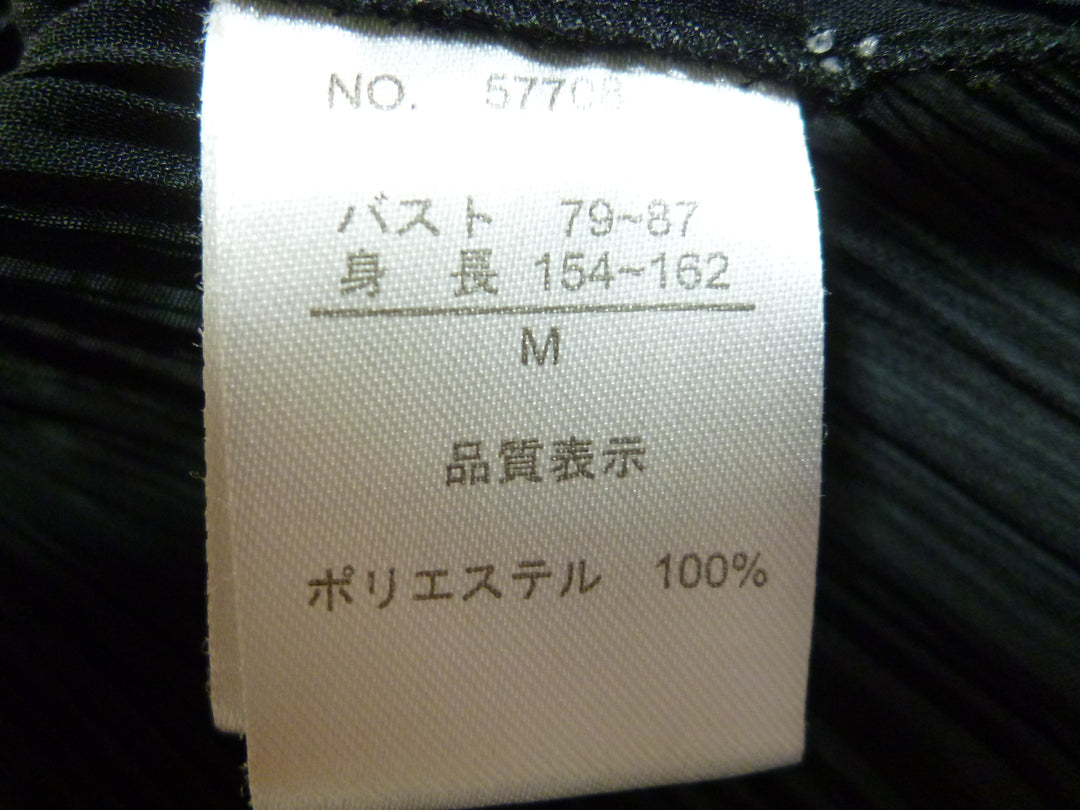 NO. 57708
バスト 79~87
身長 154~162
M
品質表示
ポリエステル 100%